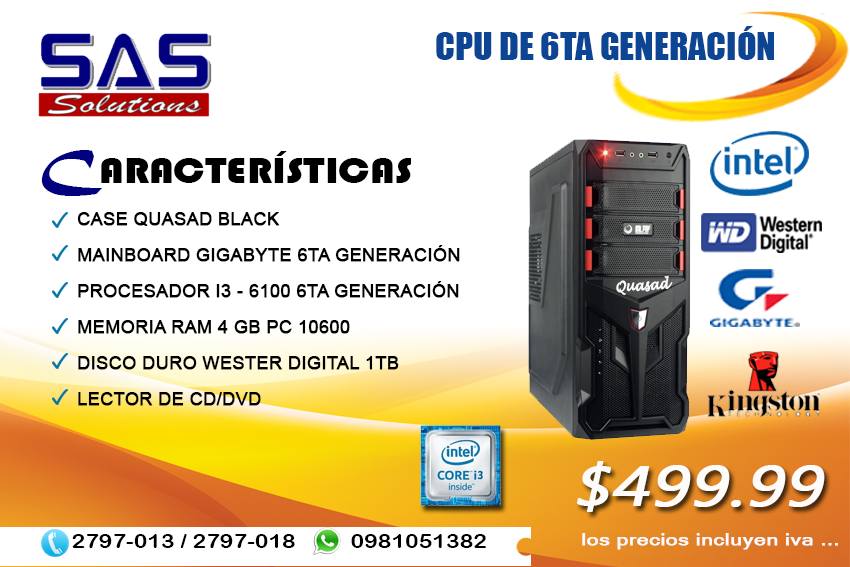 SAS
Solutions
CPU DE 6TA GENERACIÓN
CARACTERÍSTICAS
CASE QUASAD BLACK
MAINBOARD GIGABYTE 6TA GENERACIÓN
PROCESADOR I3 - 6100 6TA GENERACIÓN
MEMORIA RAM 4 GB PC 10600
DISCO DURO WESTER DIGITAL 1TB
LECTOR DE CD/DVD
Quasad
intel
WD Western
Digital
GIGABYTE
Kingston
TECHNOLOGY
intel
CORE i3
inside
$499.99
los precios incluyen iva ...
2797-013 / 2797-018 0981051382